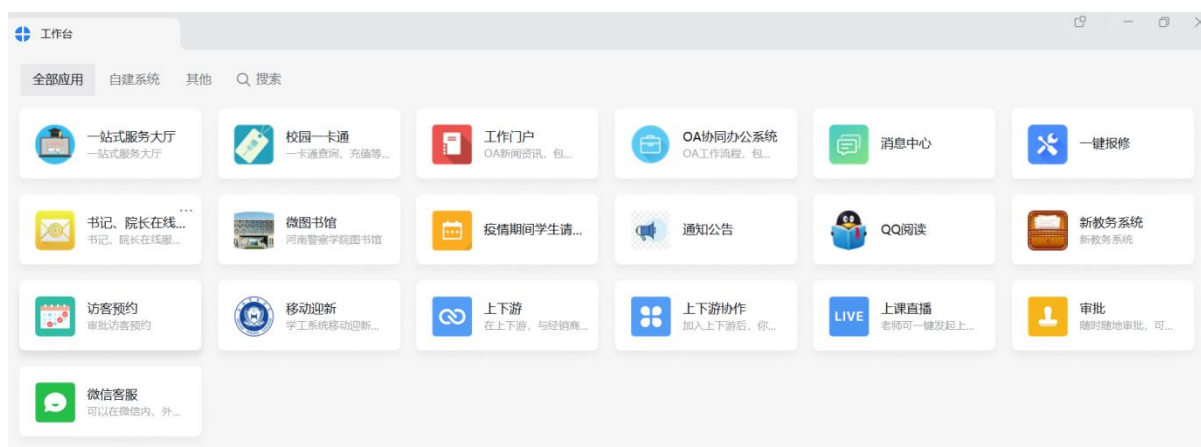 工作台
全部应用 自建系统 其他 搜索
一站式服务大厅
一站式服务大厅
校园一卡通
一卡通查询、充值等...
工作门户
OA新闻资讯，包...
OA协同办公系统
OA工作流程，包...
消息中心
一键报修
书记、院长在线...
书记、院长在线服...
微图书馆
河南警察学院图书馆
疫情期间学生请...
通知公告
QQ阅读
新教务系统
新教务系统
访客预约
审批访客预约
移动迎新
学工系统移动迎新...
上下游
在上下游，与经销商...
上下游协作
加入上下游后，你...
LIVE
上课直播
老师可一键发起上...
审批
随时随地审批，可...
微信客服
可以在微信内、外...